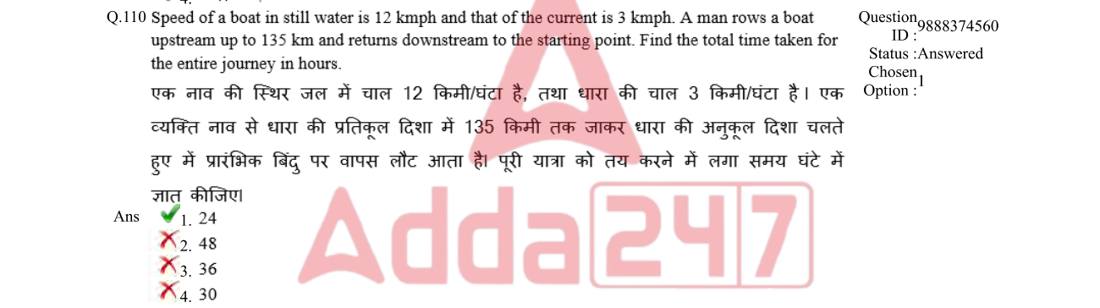 Q.110 Speed of a boat in still water is 12 kmph and that of the current is 3 kmph. A man rows a boat
upstream up to 135 km and returns downstream to the starting point. Find the total time taken for
the entire journey in hours.
एक नाव की स्थिर जल में चाल 12 किमी/घंटा है, तथा धारा की चाल 3 किमी/घंटा है। एक
व्यक्ति नाव से धारा की प्रतिकूल दिशा में 135 किमी तक जाकर धारा की अनुकूल दिशा चलते
हुए में प्रारंभिक बिंदु पर वापस लौट आता है। पूरी यात्रा को तय करने में लगा समय घंटे में
ज्ञात कीजिए।
Ans 1. 24
2. 48
3. 36
4. 30
Question ID : 9888374560
Status : Answered
Chosen Option : 1
Adda247